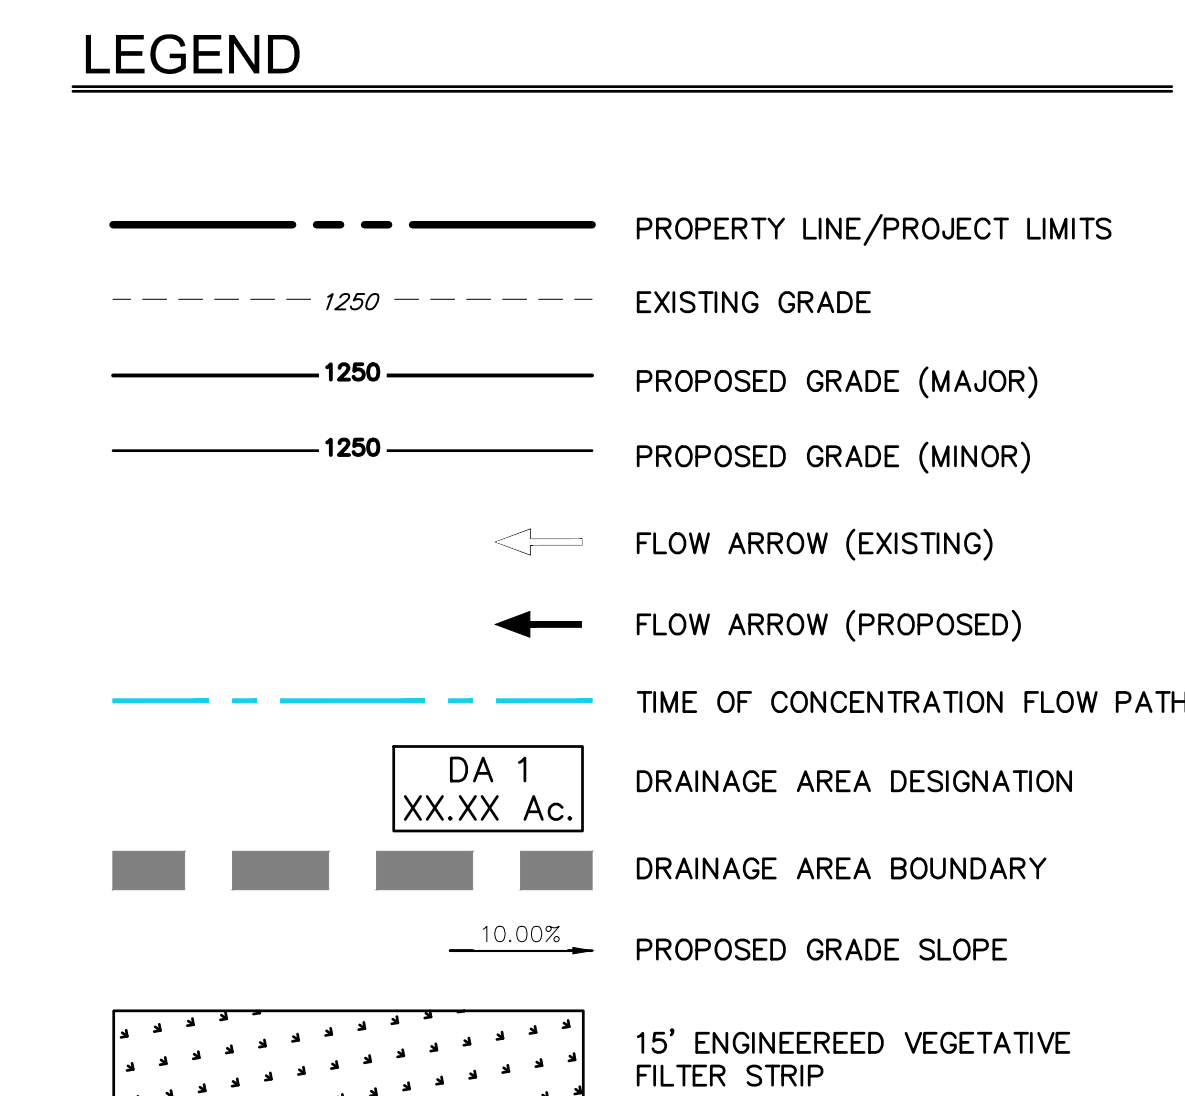 LEGEND
PROPERTY LINE/PROJECT LIMITS
1250 EXISTING GRADE
1250 PROPOSED GRADE (MAJOR)
1250 PROPOSED GRADE (MINOR)
FLOW ARROW (EXISTING)
FLOW ARROW (PROPOSED)
TIME OF CONCENTRATION FLOW PATH
DA 1
XX.XX Ac.
DRAINAGE AREA DESIGNATION
DRAINAGE AREA BOUNDARY
10.00% PROPOSED GRADE SLOPE
15' ENGINEEREED VEGETATIVE
FILTER STRIP